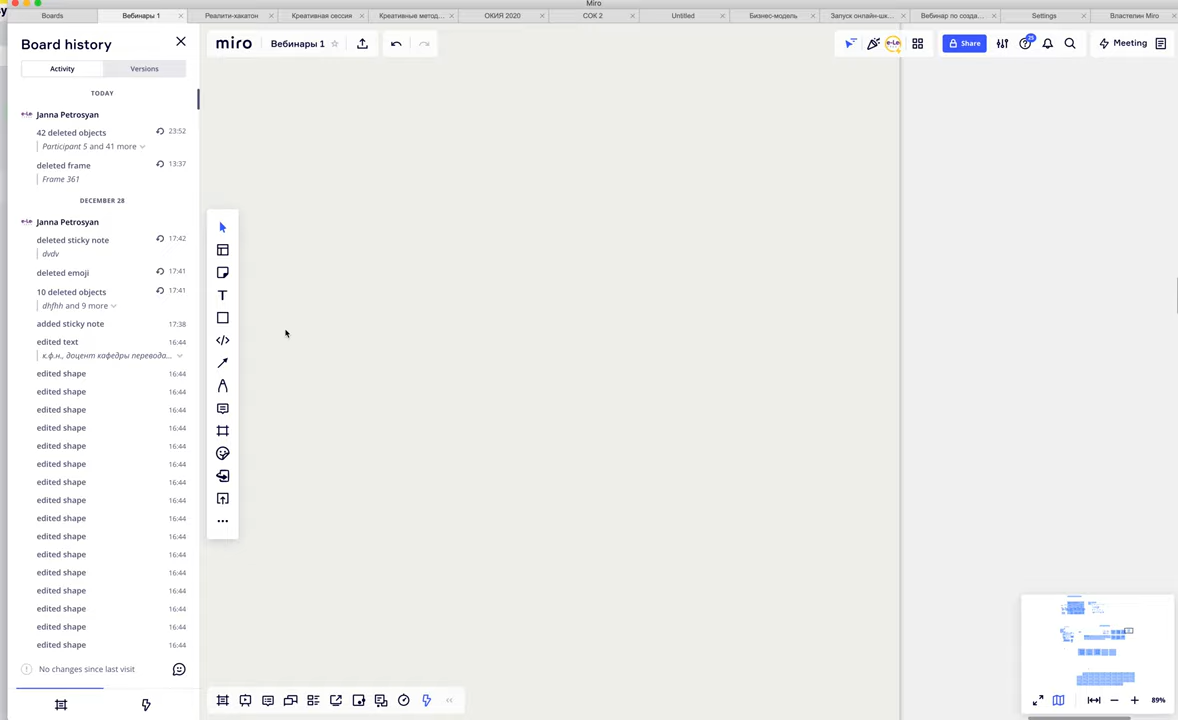 Miro
Boards
Вебинары 1
Реалити-хакатон
Креативная сессия
Креативные метод...
ОКИЯ 2020
СОК 2
Untitled
Бизнес-модель
Запуск онлайн-шк...
Вебинар по созда...
Settings
Властелин Miro
Board history
miro
Вебинары 1
Share
25
Meeting
Activity
Versions
TODAY
Janna Petrosyan
42 deleted objects
23:52
Participant 5 and 41 more
deleted frame
13:37
Frame 361
DECEMBER 28
Janna Petrosyan
deleted sticky note
17:42
dvdv
deleted emoji
17:41
10 deleted objects
17:41
dhfhh and 9 more
added sticky note
17:38
edited text
16:44
к.ф.н., доцент кафедры перевода...
edited shape
16:44
edited shape
16:44
edited shape
16:44
edited shape
16:44
edited shape
16:44
edited shape
16:44
edited shape
16:44
edited shape
16:44
edited shape
16:44
edited shape
16:44
edited shape
16:44
edited shape
16:44
edited shape
16:44
edited shape
16:44
edited shape
16:44
edited shape
16:44
No changes since last visit
89%